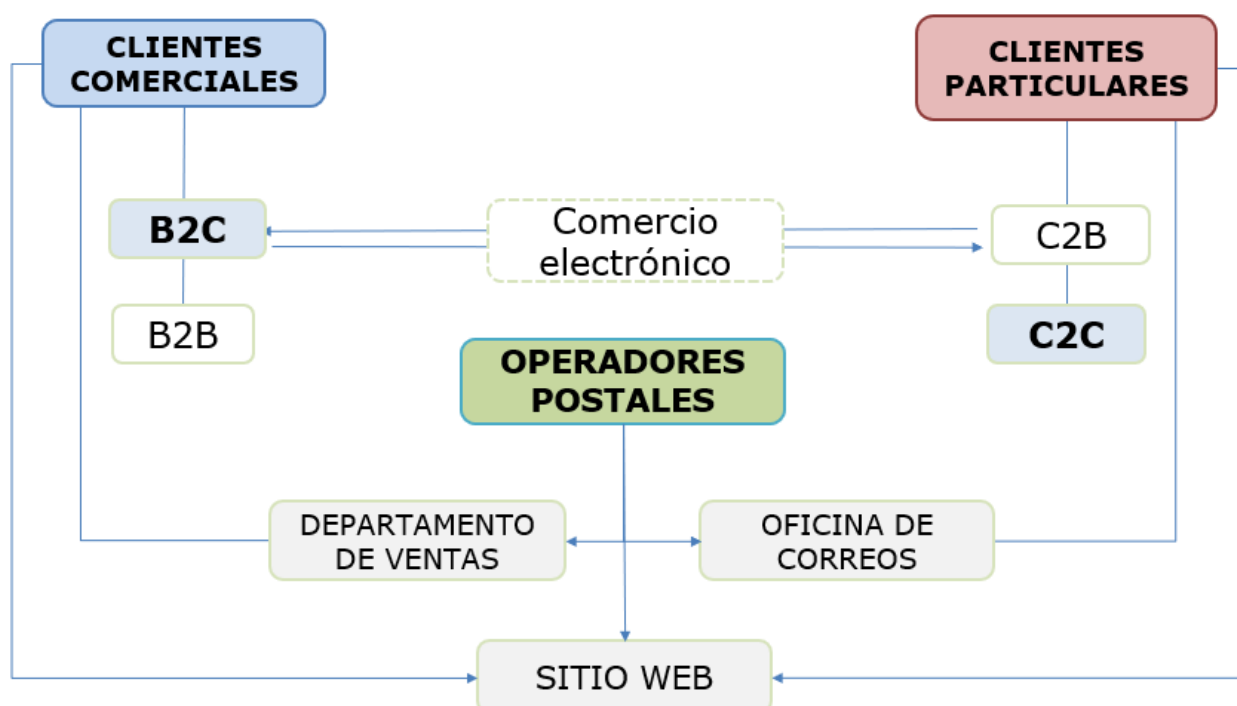 CLIENTES
COMERCIALES
CLIENTES
PARTICULARES
B2C
Comercio
electrónico
C2B
B2B
C2C
OPERADORES
POSTALES
DEPARTAMENTO
DE VENTAS
OFICINA DE
CORREOS
SITIO WEB